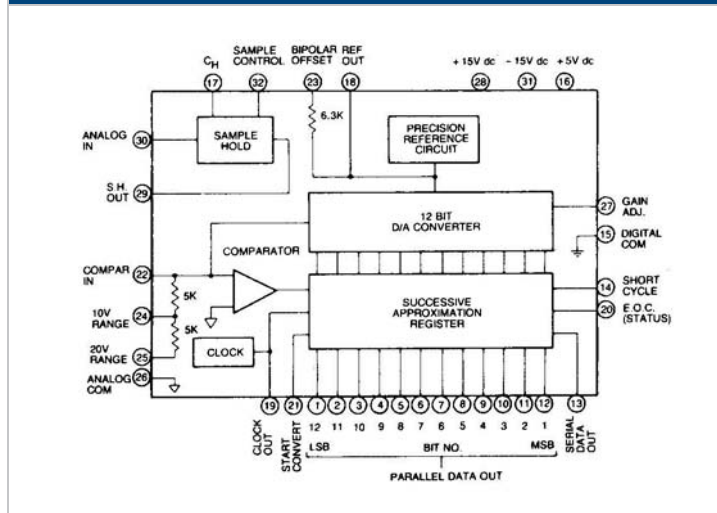 C_H
SAMPLE CONTROL
BIPOLAR OFFSET
REF OUT
+ 15V dc
- 15V dc
+ 5V dc
17
32
23
18
28
31
16
6.3K
ANALOG IN
30
SAMPLE HOLD
PRECISION REFERENCE CIRCUIT
S.H. OUT
29
12 BIT D/A CONVERTER
27
GAIN ADJ.
15
DIGITAL COM
COMPAR IN
22
COMPARATOR
5K
10V RANGE
24
5K
SUCCESSIVE APPROXIMATION REGISTER
14
SHORT CYCLE
20
E.O.C. (STATUS)
CLOCK
20V RANGE
25
ANALOG COM
26
19
21
1
2
3
4
5
6
7
8
9
10
11
12
13
CLOCK OUT
START CONVERT
12
11
10
9
8
7
6
5
4
3
2
1
SERIAL DATA OUT
LSB
BIT NO.
MSB
PARALLEL DATA OUT